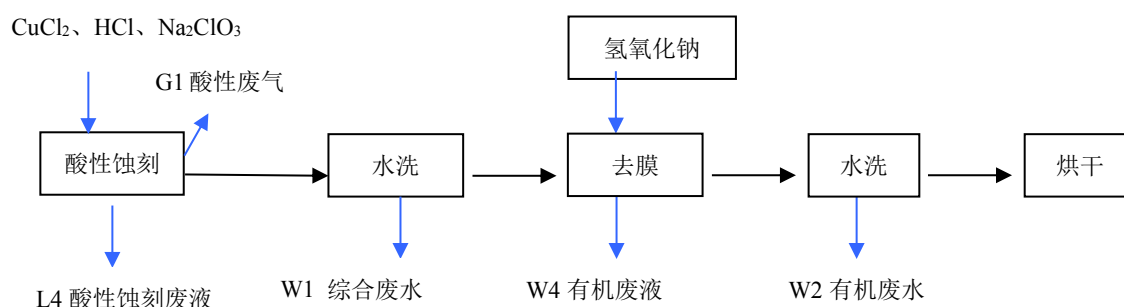 CuCl₂、HCl、Na₂ClO₃
氢氧化钠
G1 酸性废气
酸性蚀刻
水洗
去膜
水洗
烘干
L4 酸性蚀刻废液
W1 综合废水
W4 有机废液
W2 有机废水